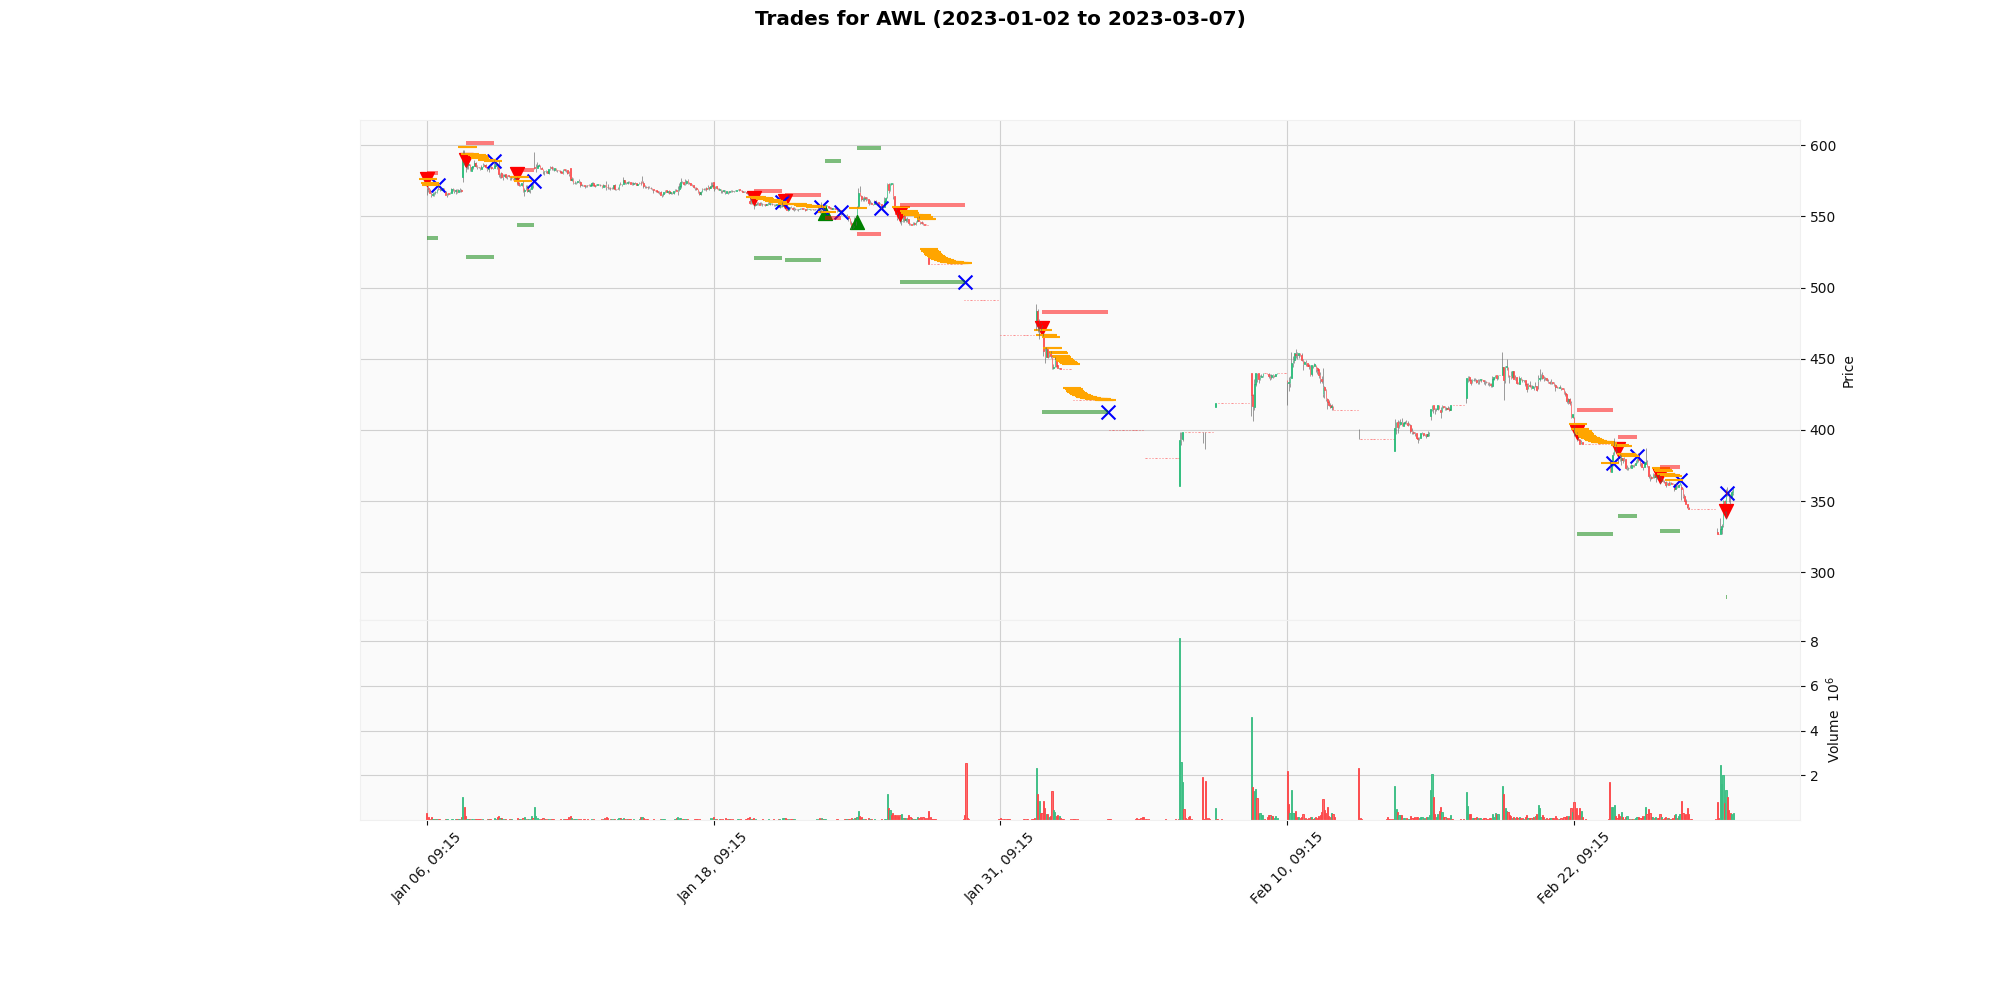 Trades for AWL (2023-01-02 to 2023-03-07)
600
550
500
450
400
350
300
Price
8
6
4
2
Volume 10^6
Jan 06, 09:15
Jan 18, 09:15
Jan 31, 09:15
Feb 10, 09:15
Feb 22, 09:15